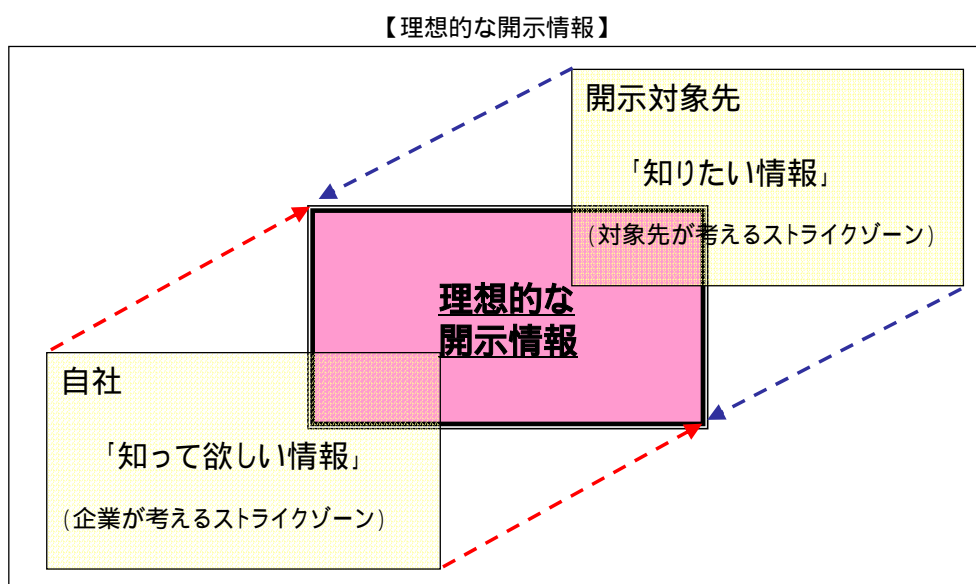 【理想的な開示情報】
開示対象先
「知りたい情報」
(対象先が考えるストライクゾーン)
理想的な
開示情報
自社
「知って欲しい情報」
(企業が考えるストライクゾーン)